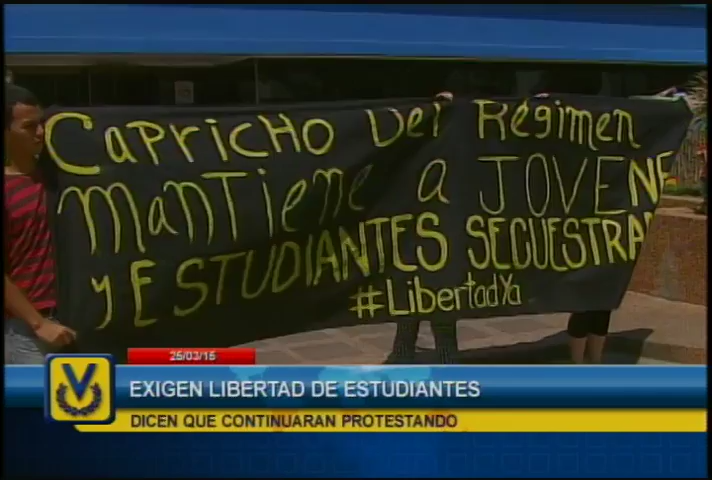 CAPRICHO Del Régimen
Mantiene a JOVENE
y ESTUDIANTES SECUESTRA
#LibertadYa
25/03/15
EXIGEN LIBERTAD DE ESTUDIANTES
DICEN QUE CONTINUARAN PROTESTANDO
V